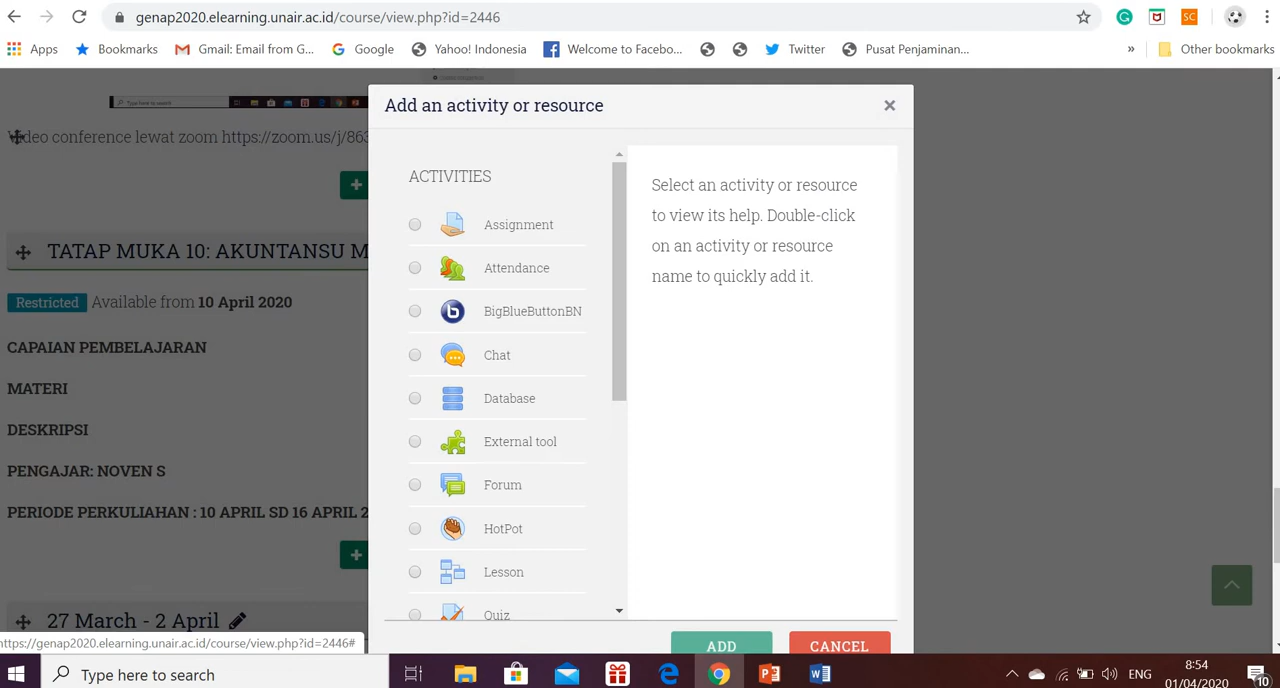 genap2020.elearning.unair.ac.id/course/view.php?id=2446
SC
Apps
Bookmarks
Gmail: Email from G...
Google
Yahoo! Indonesia
Welcome to Facebo...
Twitter
Pusat Penjaminan...
»
Other bookmarks
Type here to search
Add an activity or resource
×
deo conference lewat zoom https://zoom.us/j/863
ACTIVITIES
Assignment
Attendance
BigBlueButtonBN
Chat
Database
External tool
Forum
HotPot
Lesson
Quiz
Select an activity or resource
to view its help. Double-click
on an activity or resource
name to quickly add it.
TATAP MUKA 10: AKUNTANSU M
Restricted Available from 10 April 2020
CAPAIAN PEMBELAJARAN
MATERI
DESKRIPSI
PENGAJAR: NOVEN S
PERIODE PERKULIAHAN : 10 APRIL SD 16 APRIL 2
27 March - 2 April
ADD
CANCEL
https://genap2020.elearning.unair.ac.id/course/view.php?id=2446#
Type here to search
ENG
8:54
01/04/2020
10